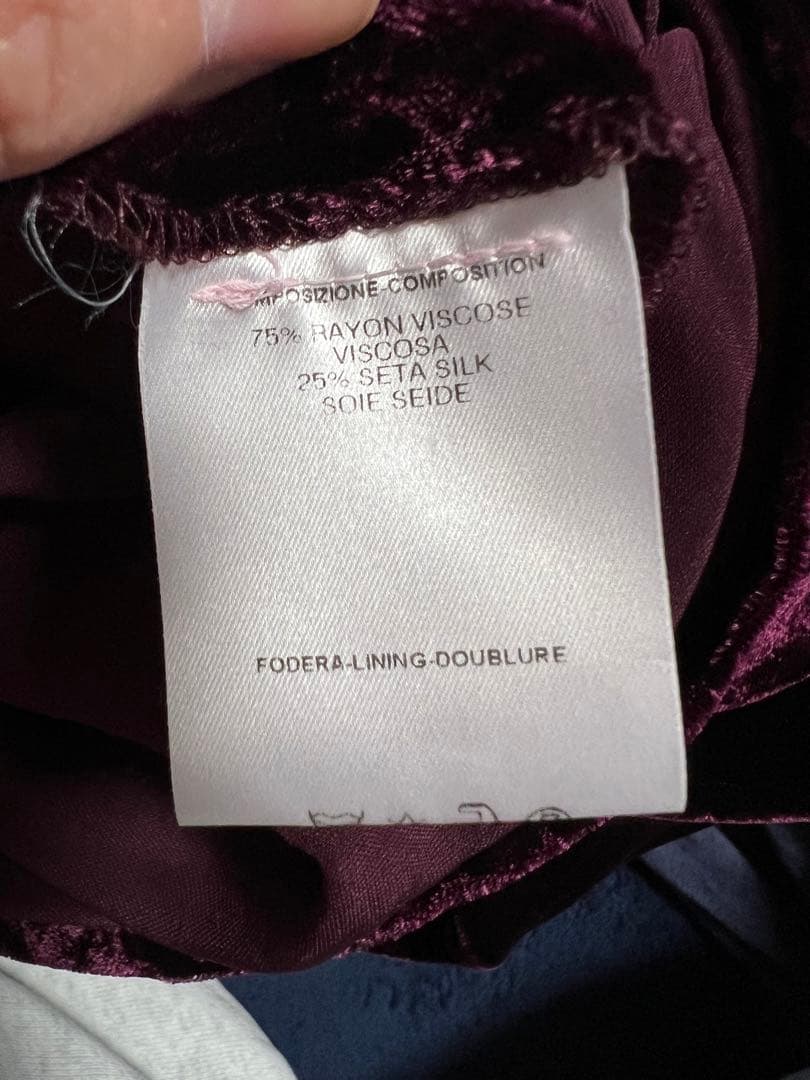 MPOSIZIONE-COMPOSITION
75% RAYON VISCOSE
VISCOSA
25% SETA SILK
SOIE SEIDE
FODERA-LINING-DOUBLURE